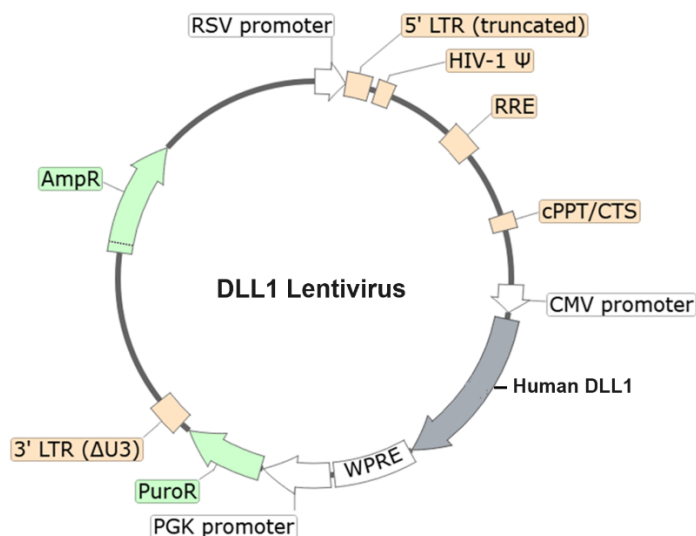 RSV promoter
5' LTR (truncated)
HIV-1 Ψ
RRE
cPPT/CTS
CMV promoter
Human DLL1
WPRE
PGK promoter
PuroR
3' LTR (ΔU3)
AmpR
DLL1 Lentivirus